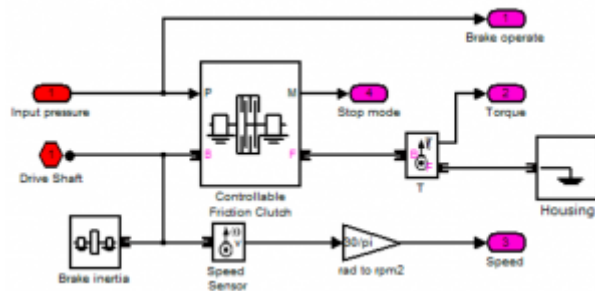 1
Brake operate
1
Input pressure
P
M
4
Stop mode
2
Torque
B
F
1
Drive Shaft
Controllable
Friction Clutch
B
F
T
Housing
Brake inertia
Speed
Sensor
30/pi
rad to rpm2
3
Speed